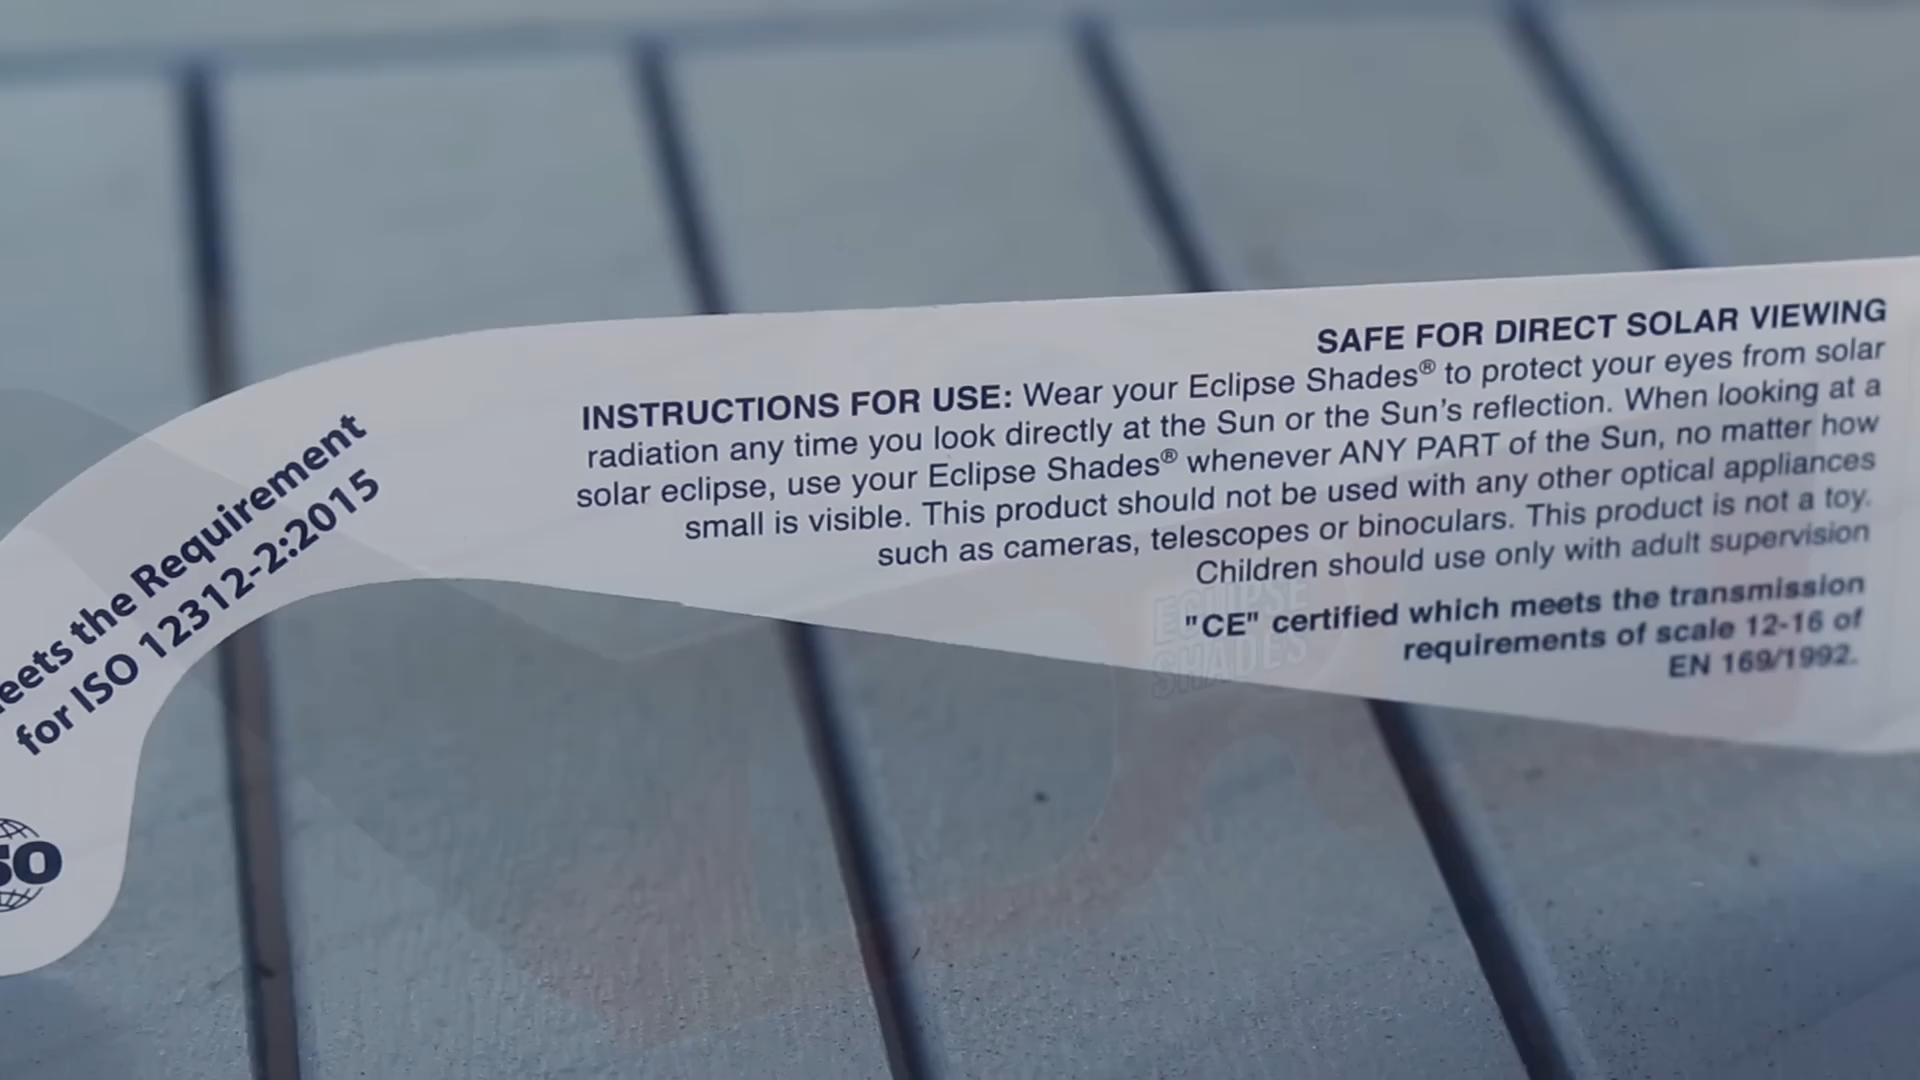 SAFE FOR DIRECT SOLAR VIEWING
INSTRUCTIONS FOR USE: Wear your Eclipse Shades® to protect your eyes from solar
radiation any time you look directly at the Sun or the Sun's reflection. When looking at a
solar eclipse, use your Eclipse Shades® whenever ANY PART of the Sun, no matter how
small is visible. This product should not be used with any other optical appliances
such as cameras, telescopes or binoculars. This product is not a toy.
Children should use only with adult supervision
"CE" certified which meets the transmission
requirements of scale 12-16 of
EN 169/1992.
eets the Requirement
for ISO 12312-2:2015
SO
ECLIPSE
SHADES